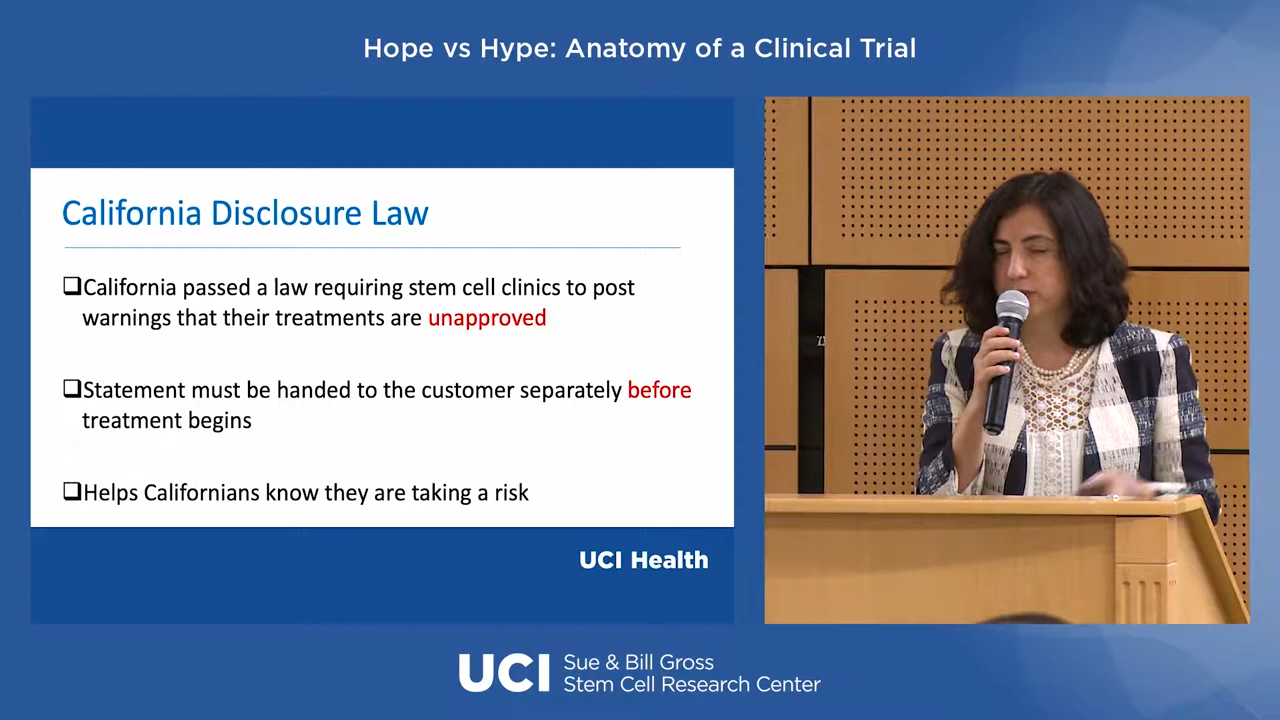 Hope vs Hype: Anatomy of a Clinical Trial
California Disclosure Law
❑California passed a law requiring stem cell clinics to post
warnings that their treatments are unapproved
❑Statement must be handed to the customer separately before
treatment begins
❑Helps Californians know they are taking a risk
UCI Health
UCI
Sue & Bill Gross
Stem Cell Research Center